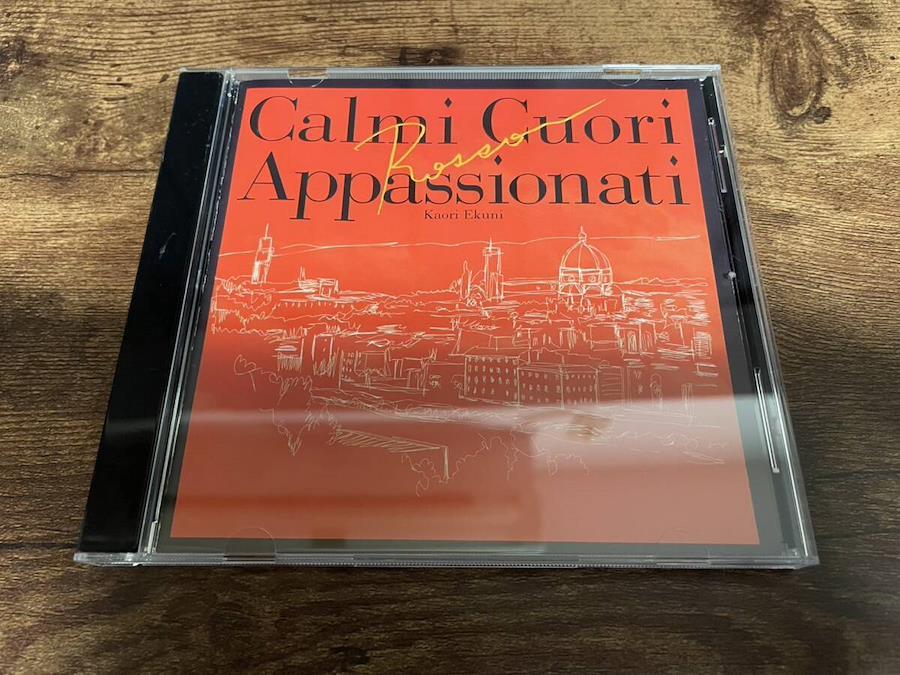 Calmi Cuori
Rosso
Appassionati
Kaori Ekuni